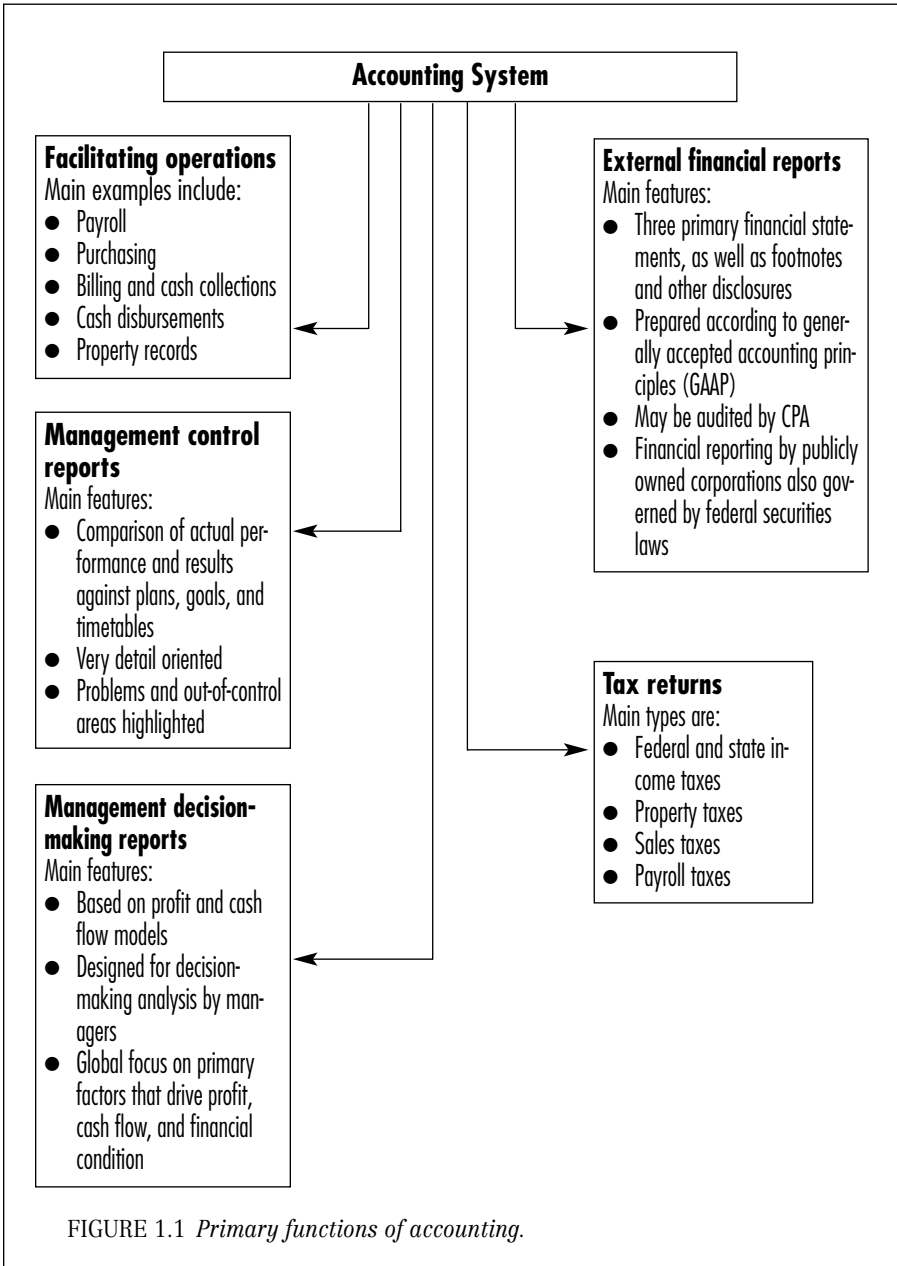 Accounting System
Facilitating operations
Main examples include:
● Payroll
● Purchasing
● Billing and cash collections
● Cash disbursements
● Property records
Management control
reports
Main features:
● Comparison of actual per-
formance and results
against plans, goals, and
timetables
● Very detail oriented
● Problems and out-of-control
areas highlighted
Management decision-
making reports
Main features:
● Based on profit and cash
flow models
● Designed for decision-
making analysis by man-
agers
● Global focus on primary
factors that drive profit,
cash flow, and financial
condition
External financial reports
Main features:
● Three primary financial state-
ments, as well as footnotes
and other disclosures
● Prepared according to gener-
ally accepted accounting prin-
ciples (GAAP)
● May be audited by CPA
● Financial reporting by publicly
owned corporations also gov-
erned by federal securities
laws
Tax returns
Main types are:
● Federal and state in-
come taxes
● Property taxes
● Sales taxes
● Payroll taxes
FIGURE 1.1 Primary functions of accounting.